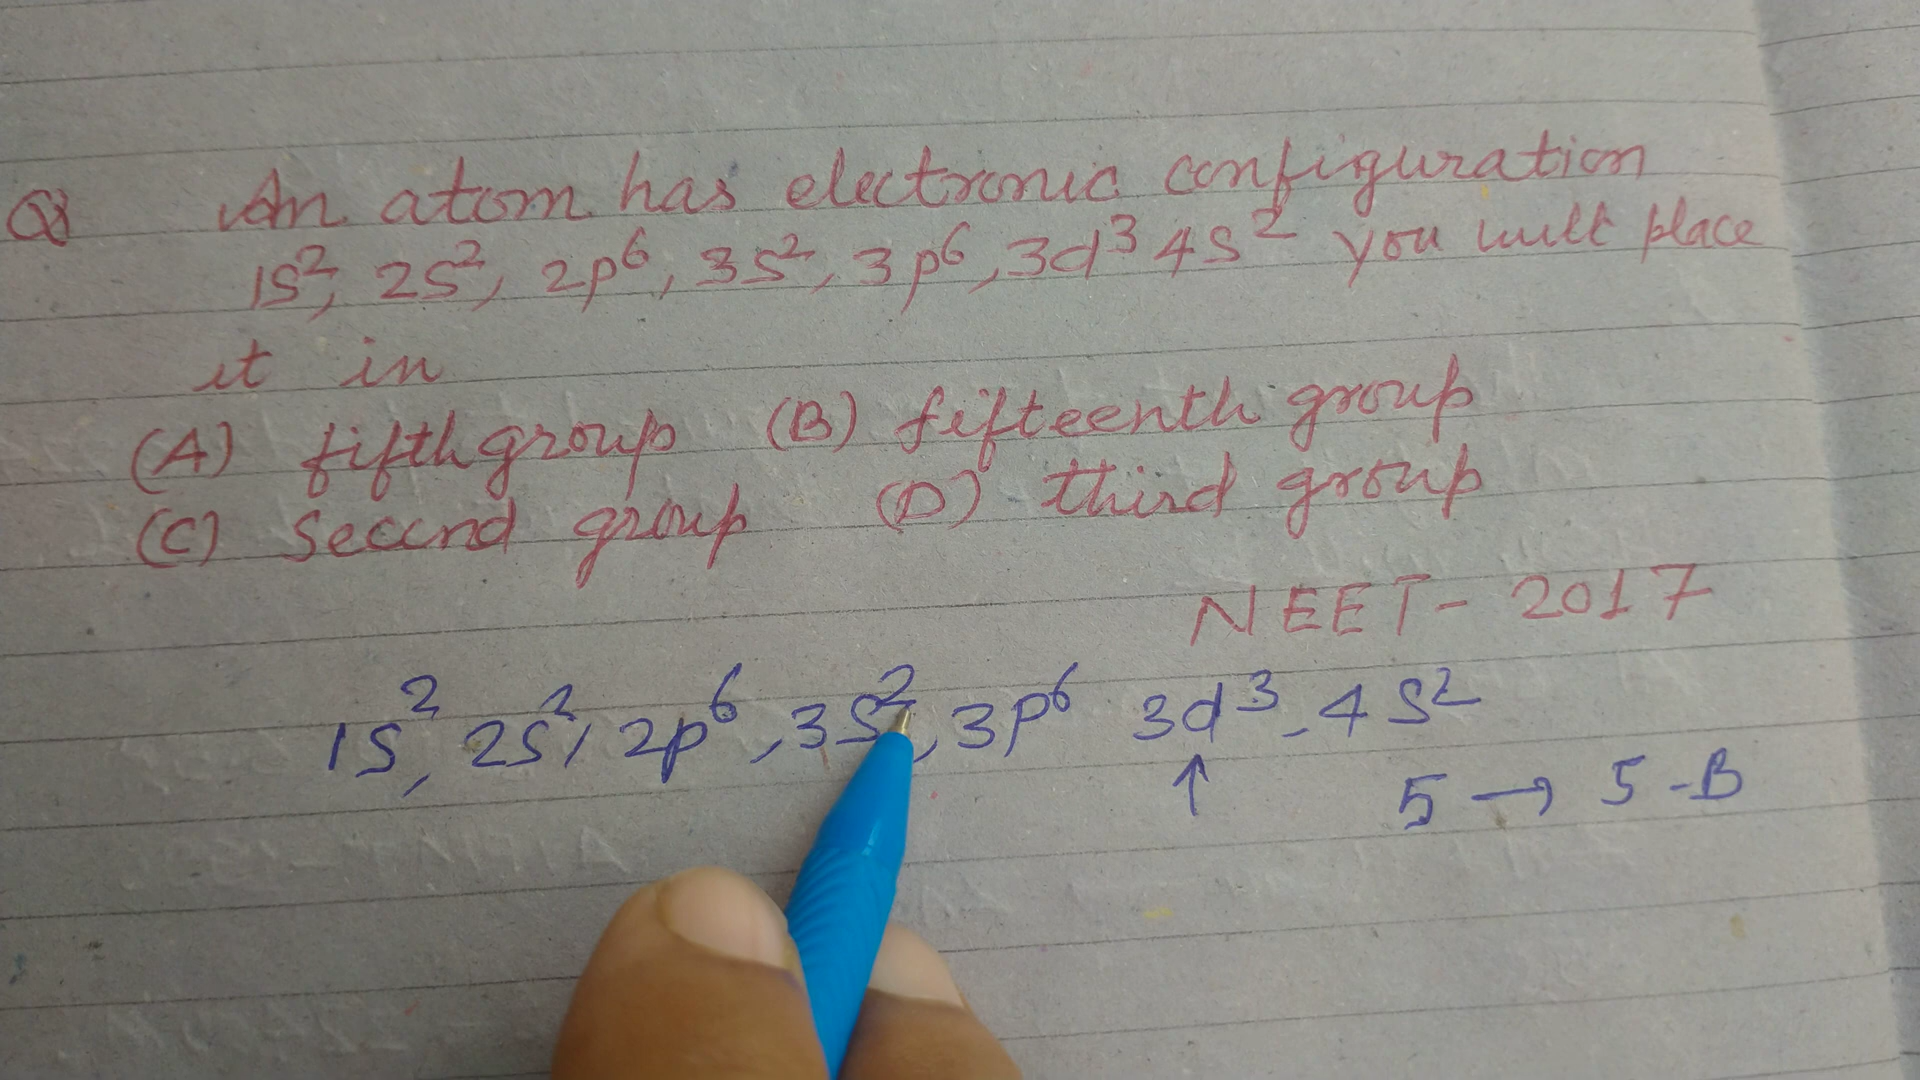 Q An atom has electronic configuration
1s², 2s², 2p⁶, 3s², 3p⁶, 3d³ 4s² you will place
it in
(A) fifth group (B) fifteenth group
(C) Second group (D) third group
NEET - 2017
1s², 2s², 2p⁶, 3s², 3p⁶ 3d³ - 4s²
↑ 5 → 5 - B